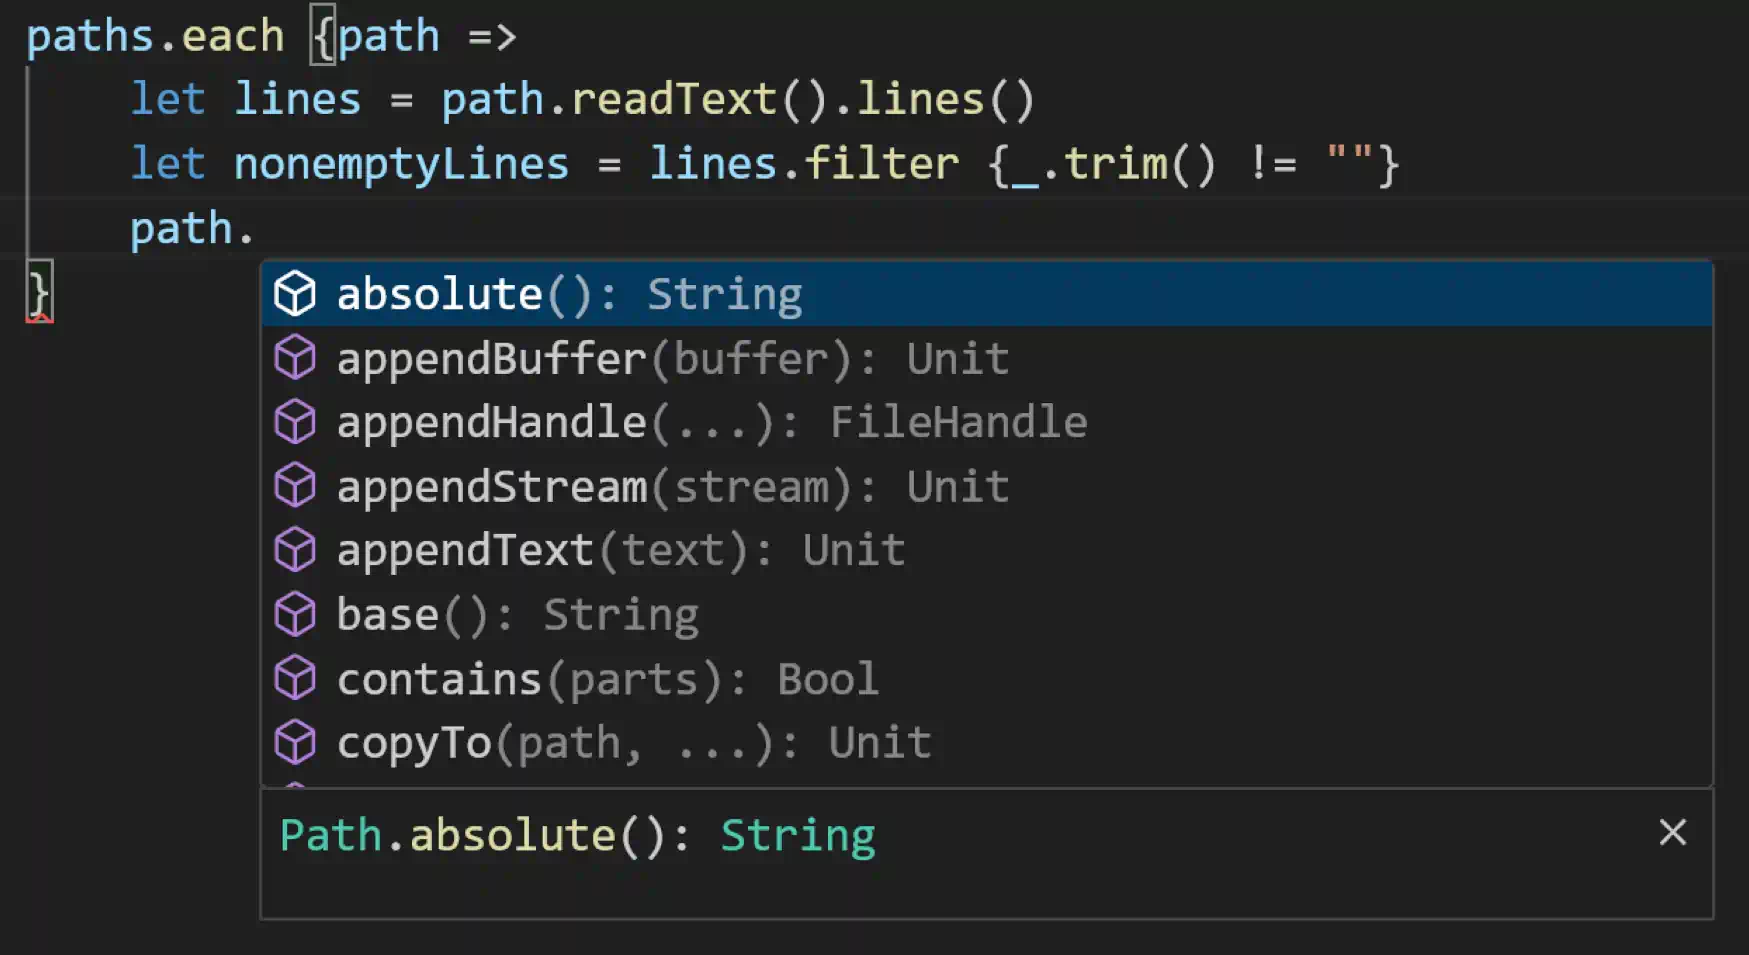 paths.each {path =>
    let lines = path.readText().lines()
    let nonemptyLines = lines.filter {_.trim() != ""}
    path.
}
absolute(): String
appendBuffer(buffer): Unit
appendHandle(...): FileHandle
appendStream(stream): Unit
appendText(text): Unit
base(): String
contains(parts): Bool
copyTo(path, ...): Unit
Path.absolute(): String